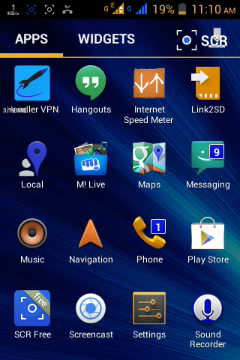 19% 11:10 AM
APPS WIDGETS SCR
Hangouts Internet Speed Meter Link2SD
9
Local M! Live Maps Messaging
1
Music Navigation Phone Play Store
free
SCR Free Screencast Settings Sound Recorder